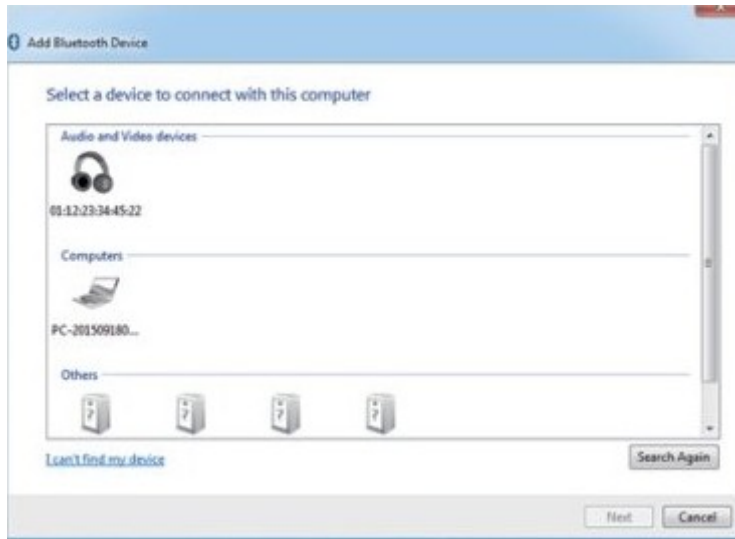 Add Bluetooth Device
Select a device to connect with this computer
Audio and Video devices
01:12:23:34:45:22
Computers
PC-201509180...
Others
I can't find my device
Search Again
Next
Cancel